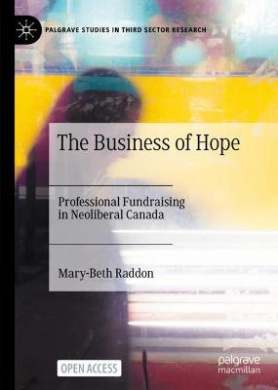 PALGRAVE STUDIES IN THIRD SECTOR RESEARCH
The Business of Hope
Professional Fundraising
in Neoliberal Canada
Mary-Beth Raddon
OPEN ACCESS
palgrave
macmillan